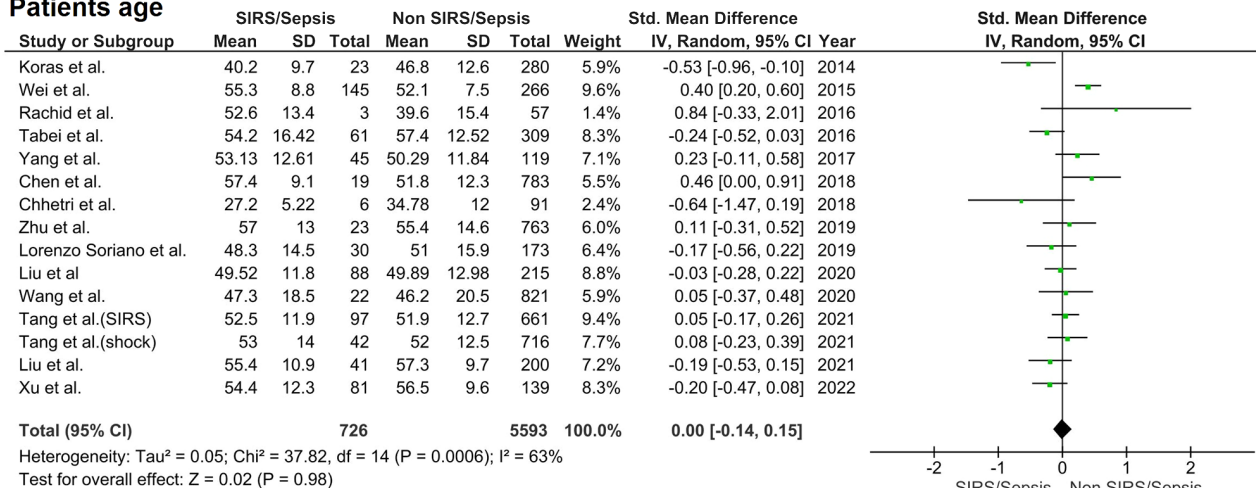 Patients age
SIRS/Sepsis Non SIRS/Sepsis Std. Mean Difference Std. Mean Difference
Study or Subgroup Mean SD Total Mean SD Total Weight IV, Random, 95% CI Year IV, Random, 95% CI
Koras et al. 40.2 9.7 23 46.8 12.6 280 5.9% -0.53 [-0.96, -0.10] 2014
Wei et al. 55.3 8.8 145 52.1 7.5 266 9.6% 0.40 [0.20, 0.60] 2015
Rachid et al. 52.6 13.4 3 39.6 15.4 57 1.4% 0.84 [-0.33, 2.01] 2016
Tabei et al. 54.2 16.42 61 57.4 12.52 309 8.3% -0.24 [-0.52, 0.03] 2016
Yang et al. 53.13 12.61 45 50.29 11.84 119 7.1% 0.23 [-0.11, 0.58] 2017
Chen et al. 57.4 9.1 19 51.8 12.3 783 5.5% 0.46 [0.00, 0.91] 2018
Chhetri et al. 27.2 5.22 6 34.78 12 91 2.4% -0.64 [-1.47, 0.19] 2018
Zhu et al. 57 13 23 55.4 14.6 763 6.0% 0.11 [-0.31, 0.52] 2019
Lorenzo Soriano et al. 48.3 14.5 30 51 15.9 173 6.4% -0.17 [-0.56, 0.22] 2019
Liu et al 49.52 11.8 88 49.89 12.98 215 8.8% -0.03 [-0.28, 0.22] 2020
Wang et al. 47.3 18.5 22 46.2 20.5 821 5.9% 0.05 [-0.37, 0.48] 2020
Tang et al.(SIRS) 52.5 11.9 97 51.9 12.7 661 9.4% 0.05 [-0.17, 0.26] 2021
Tang et al.(shock) 53 14 42 52 12.5 716 7.7% 0.08 [-0.23, 0.39] 2021
Liu et al. 55.4 10.9 41 57.3 9.7 200 7.2% -0.19 [-0.53, 0.15] 2021
Xu et al. 54.4 12.3 81 56.5 9.6 139 8.3% -0.20 [-0.47, 0.08] 2022
Total (95% CI) 726 5593 100.0% 0.00 [-0.14, 0.15]
Heterogeneity: Tau² = 0.05; Chi² = 37.82, df = 14 (P = 0.0006); I² = 63%
Test for overall effect: Z = 0.02 (P = 0.98)
-2 -1 0 1 2
SIRS/Sepsis Non SIRS/Sepsis